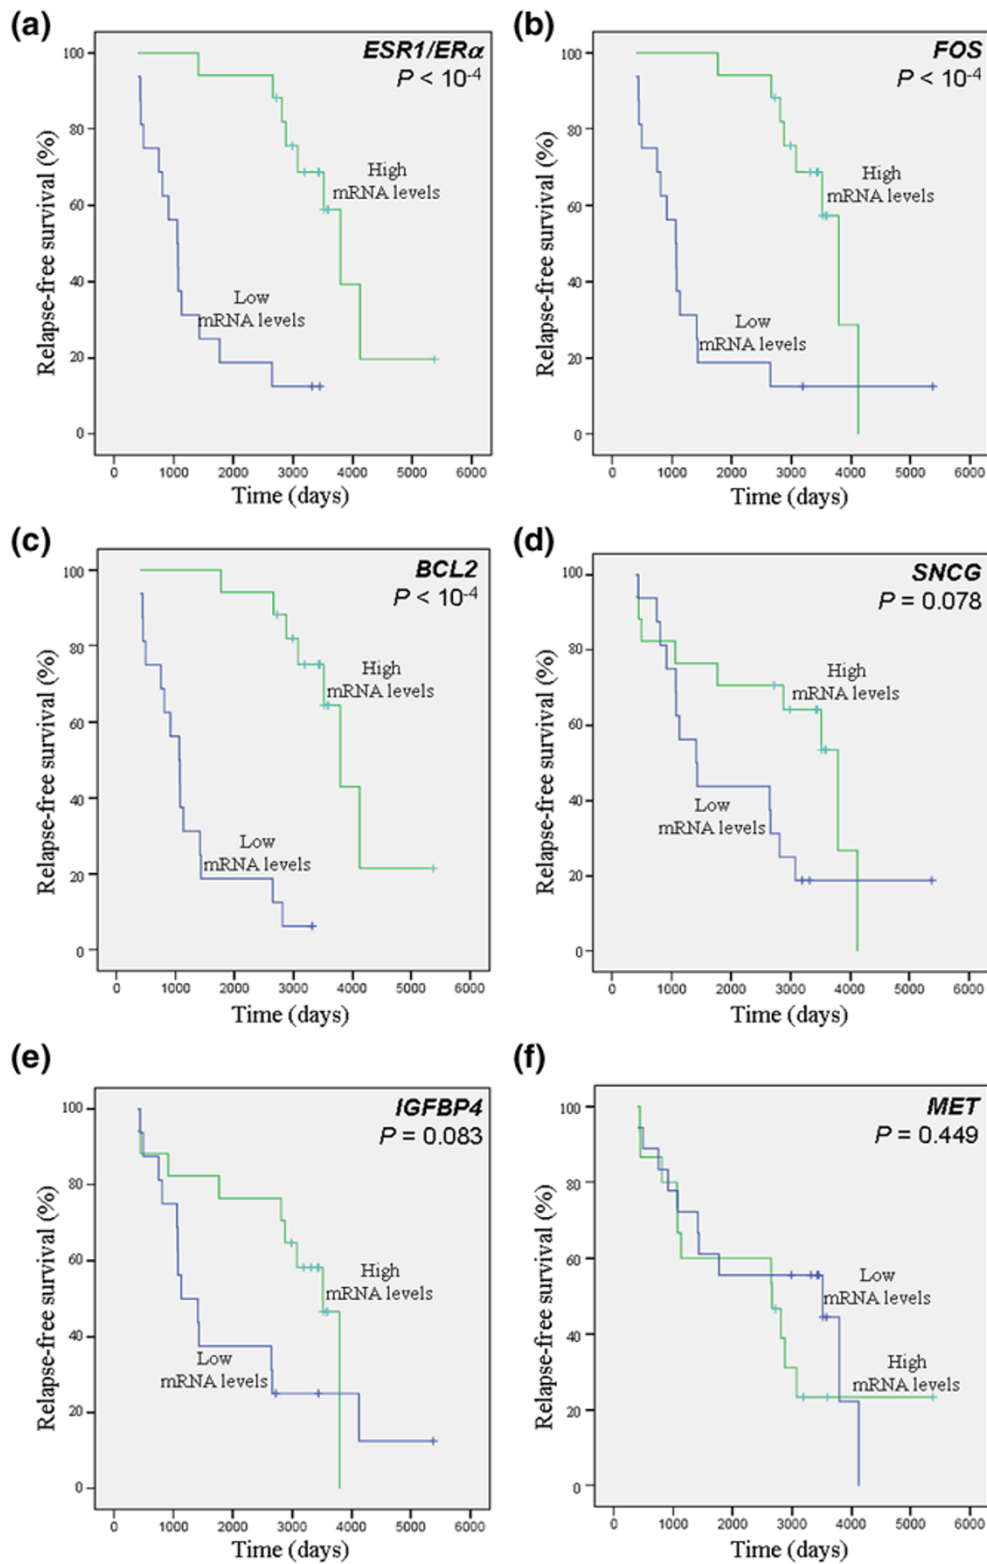 (a)
ESR1/ERα
P < 10-4
100
80
60
40
20
0
Relapse-free survival (%)
High
mRNA levels
Low
mRNA levels
0 1000 2000 3000 4000 5000 6000
Time (days)
(b)
FOS
P < 10-4
100
80
60
40
20
0
Relapse-free survival (%)
High
mRNA levels
Low
mRNA levels
0 1000 2000 3000 4000 5000 6000
Time (days)
(c)
BCL2
P < 10-4
100
80
60
40
20
0
Relapse-free survival (%)
High
mRNA levels
Low
mRNA levels
0 1000 2000 3000 4000 5000 6000
Time (days)
(d)
SNCG
P = 0.078
100
80
60
40
20
0
Relapse-free survival (%)
High
mRNA levels
Low
mRNA levels
0 1000 2000 3000 4000 5000 6000
Time (days)
(e)
IGFBP4
P = 0.083
100
80
60
40
20
0
Relapse-free survival (%)
High
mRNA levels
Low
mRNA levels
0 1000 2000 3000 4000 5000 6000
Time (days)
(f)
MET
P = 0.449
100
80
60
40
20
0
Relapse-free survival (%)
Low
mRNA levels
High
mRNA levels
0 1000 2000 3000 4000 5000 6000
Time (days)